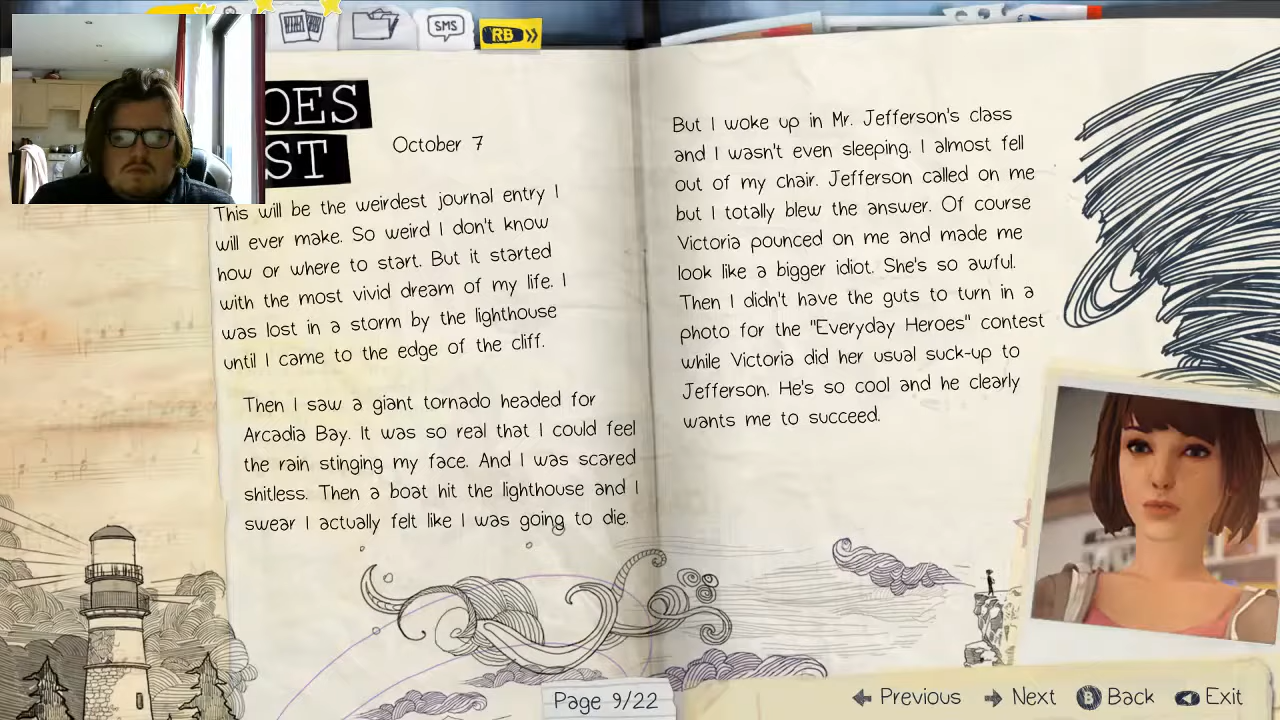 SMS
RB
OES
ST
October 7
This will be the weirdest journal entry I
will ever make. So weird I don't know
how or where to start. But it started
with the most vivid dream of my life. I
was lost in a storm by the lighthouse
until I came to the edge of the cliff.
Then I saw a giant tornado headed for
Arcadia Bay. It was so real that I could feel
the rain stinging my face. And I was scared
shitless. Then a boat hit the lighthouse and I
swear I actually felt like I was going to die.
But I woke up in Mr. Jefferson's class
and I wasn't even sleeping. I almost fell
out of my chair. Jefferson called on me
but I totally blew the answer. Of course
Victoria pounced on me and made me
look like a bigger idiot. She's so awful.
Then I didn't have the guts to turn in a
photo for the "Everyday Heroes" contest
while Victoria did her usual suck-up to
Jefferson. He's so cool and he clearly
wants me to succeed.
Page 9/22
Previous
Next
B Back
Exit